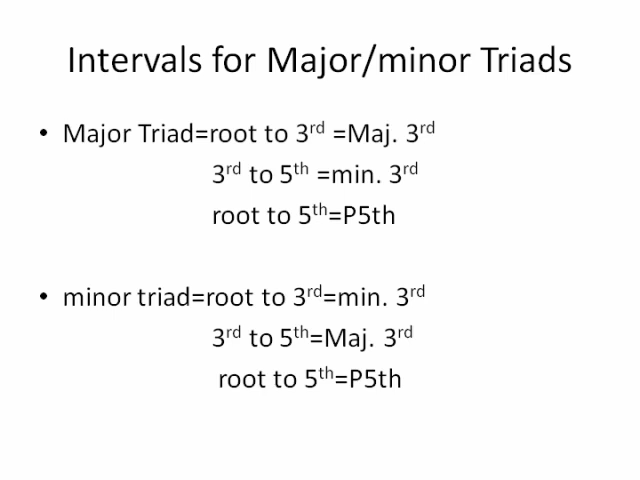 Intervals for Major/minor Triads
• Major Triad=root to 3rd =Maj. 3rd
3rd to 5th =min. 3rd
root to 5th=P5th
• minor triad=root to 3rd=min. 3rd
3rd to 5th=Maj. 3rd
root to 5th=P5th